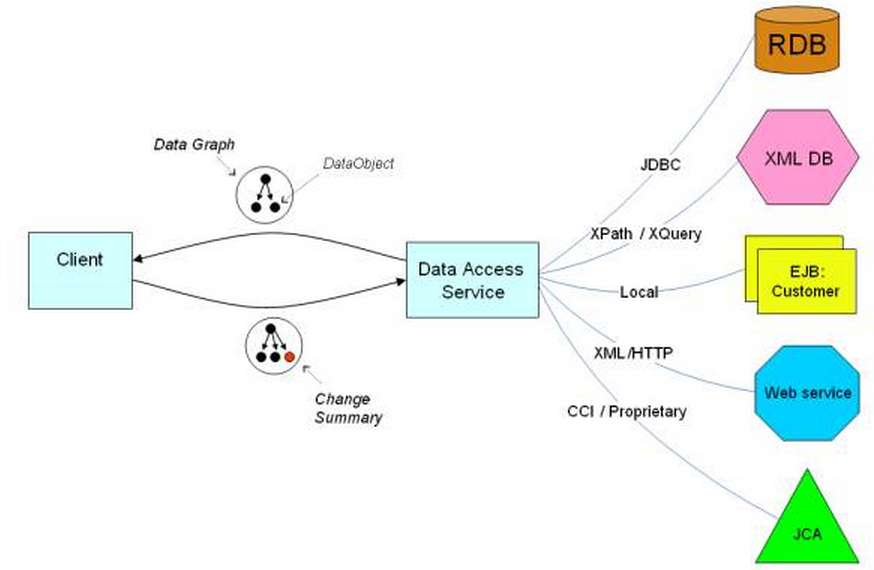 RDB
Data Graph
DataObject
JDBC
XML DB
XPath / XQuery
Client
Data Access
Service
Local
EJB:
Customer
XML/HTTP
Web service
Change
Summary
CCI / Proprietary
JCA